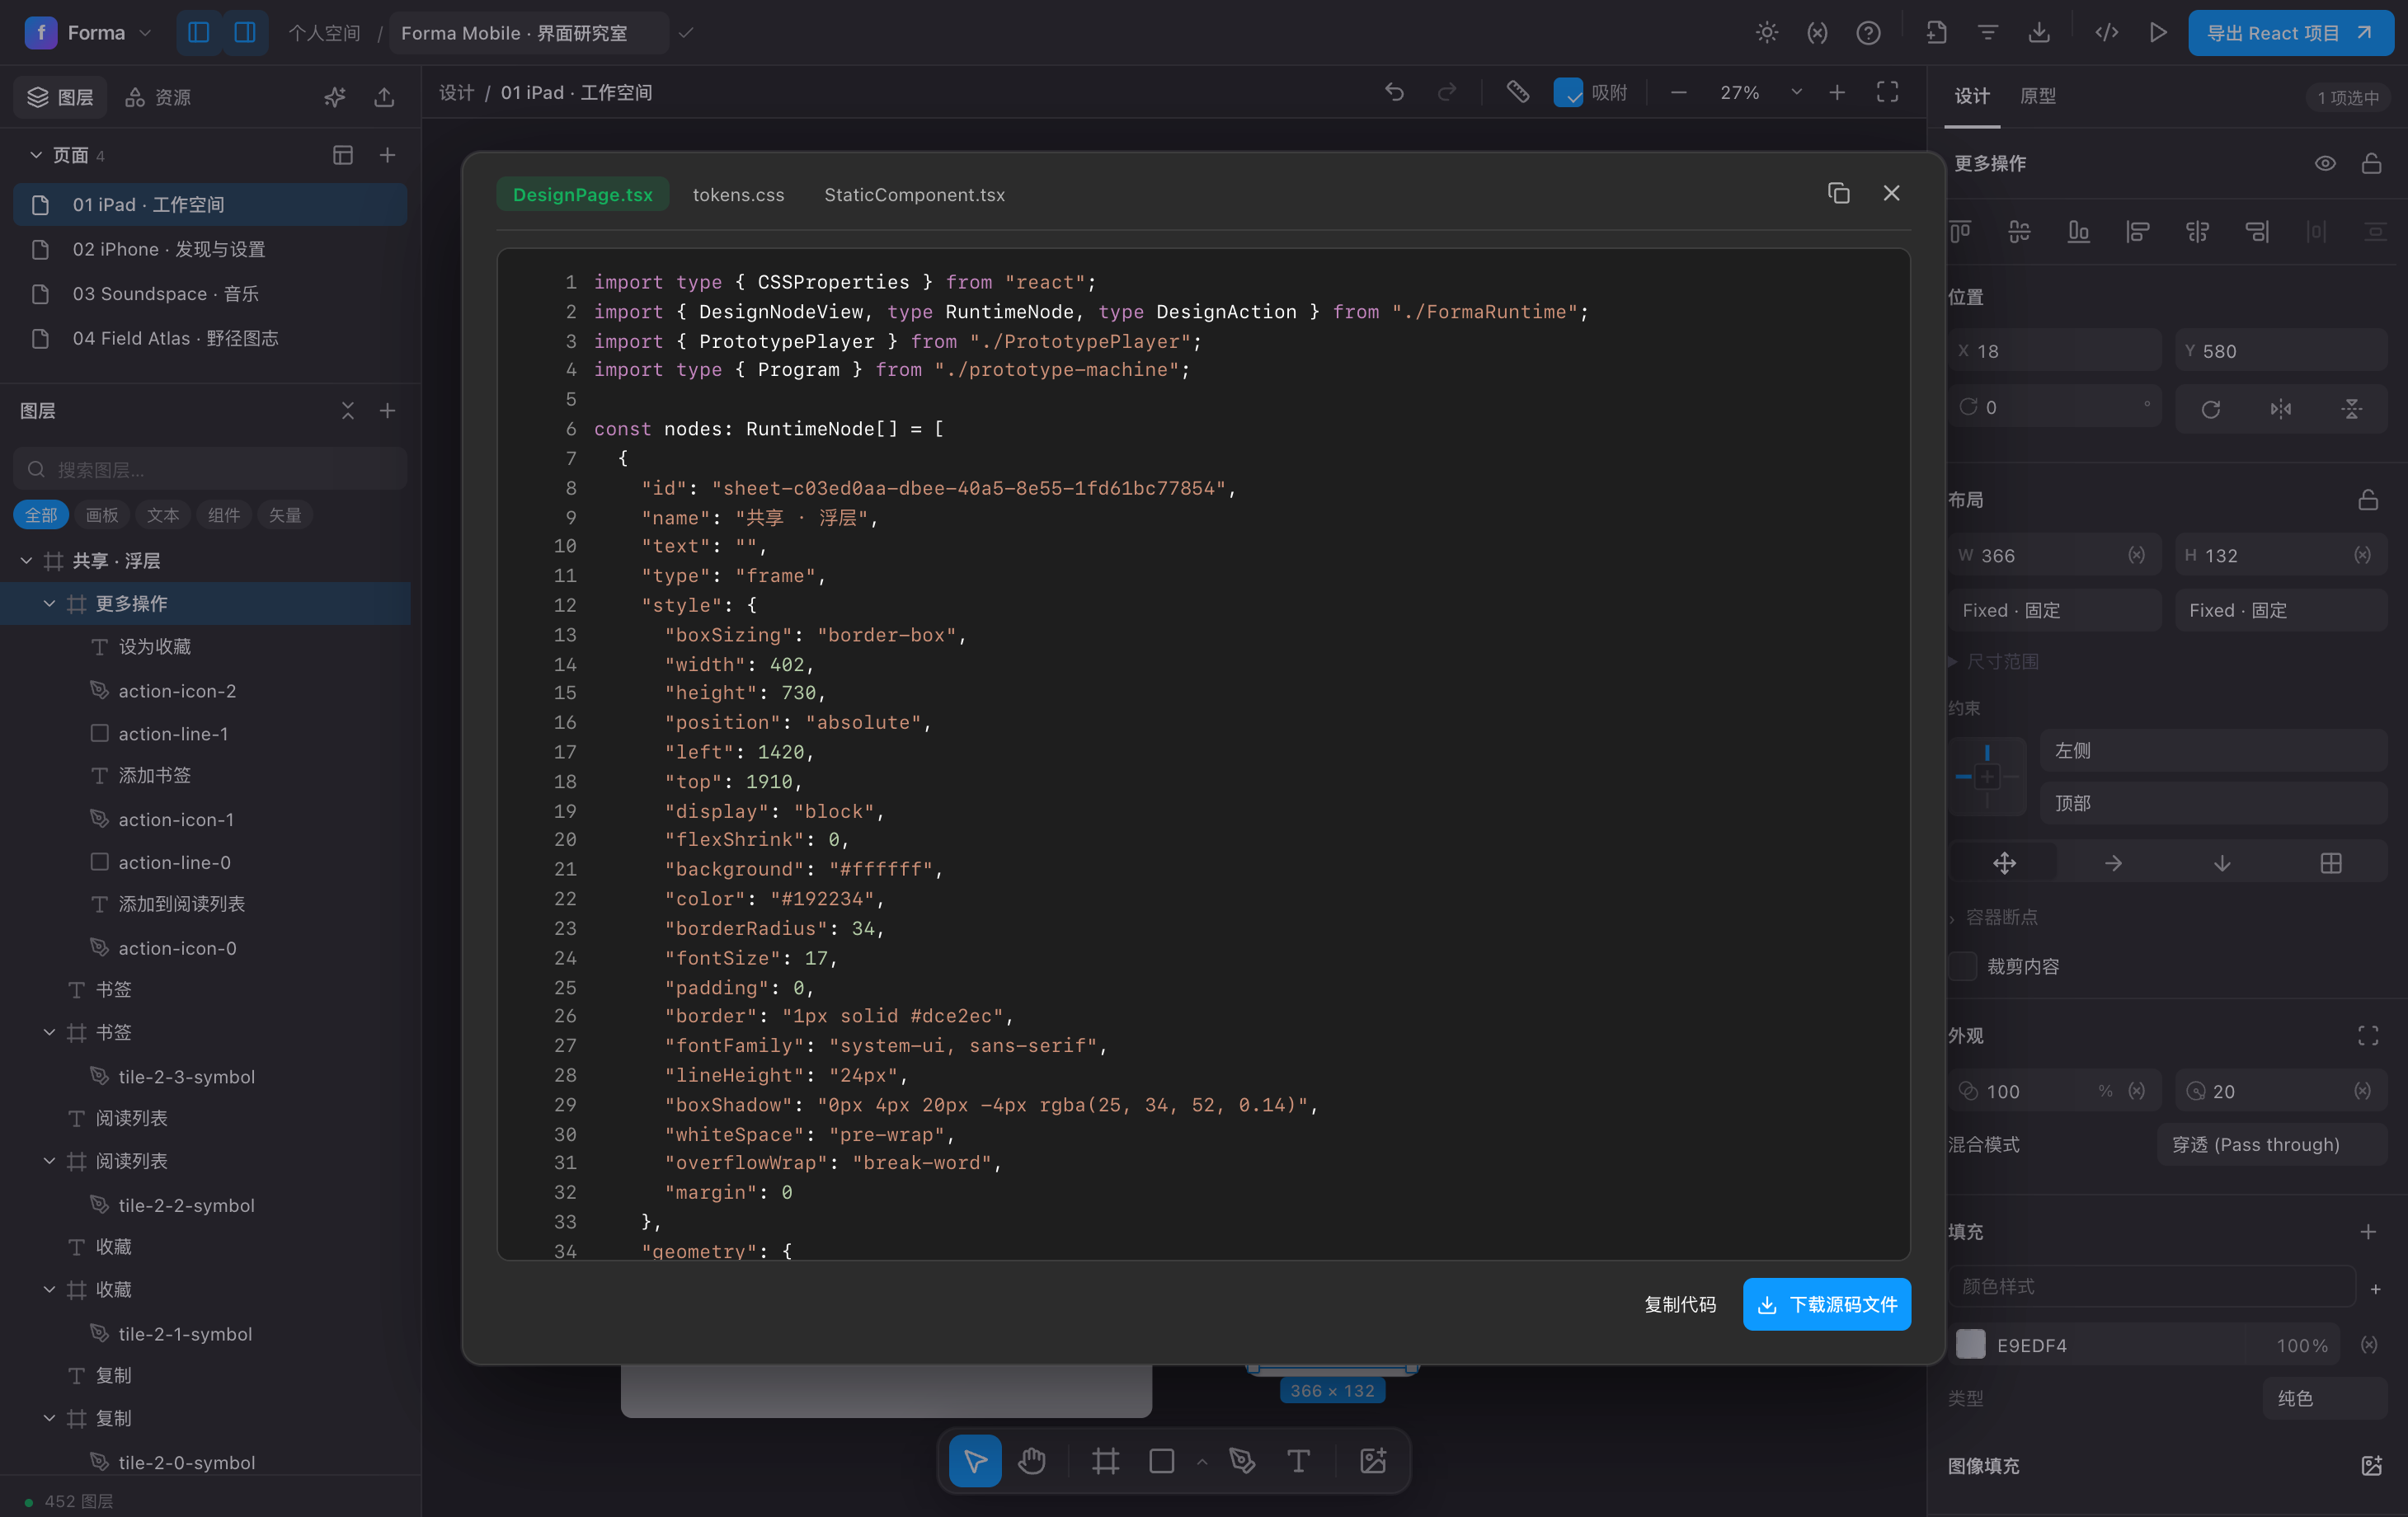 f Forma
个人空间 / Forma Mobile · 界面研究室
导出 React 项目
图层
资源
页面 4
01 iPad · 工作空间
02 iPhone · 发现与设置
03 Soundspace · 音乐
04 Field Atlas · 野径图志
图层
搜索图层...
全部 画板 文本 组件 矢量
共享 · 浮层
更多操作
设为收藏
action-icon-2
action-line-1
添加书签
action-icon-1
action-line-0
添加到阅读列表
action-icon-0
书签
书签
tile-2-3-symbol
阅读列表
阅读列表
tile-2-2-symbol
收藏
收藏
tile-2-1-symbol
复制
复制
tile-2-0-symbol
452 图层
设计 / 01 iPad · 工作空间
吸附
27%
DesignPage.tsx tokens.css StaticComponent.tsx
1 import type { CSSProperties } from "react";
2 import { DesignNodeView, type RuntimeNode, type DesignAction } from "./FormaRuntime";
3 import { PrototypePlayer } from "./PrototypePlayer";
4 import type { Program } from "./prototype-machine";
5
6 const nodes: RuntimeNode[] = [
7 {
8 "id": "sheet-c03ed0aa-dbee-40a5-8e55-1fd61bc77854",
9 "name": "共享 · 浮层",
10 "text": "",
11 "type": "frame",
12 "style": {
13 "boxSizing": "border-box",
14 "width": 402,
15 "height": 730,
16 "position": "absolute",
17 "left": 1420,
18 "top": 1910,
19 "display": "block",
20 "flexShrink": 0,
21 "background": "#ffffff",
22 "color": "#192234",
23 "borderRadius": 34,
24 "fontSize": 17,
25 "padding": 0,
26 "border": "1px solid #dce2ec",
27 "fontFamily": "system-ui, sans-serif",
28 "lineHeight": "24px",
29 "boxShadow": "0px 4px 20px -4px rgba(25, 34, 52, 0.14)",
30 "whiteSpace": "pre-wrap",
31 "overflowWrap": "break-word",
32 "margin": 0
33 },
34 "geometry": {
复制代码
下载源码文件
366 × 132
设计 原型
1 项选中
更多操作
位置
X 18
Y 580
0 °
布局
W 366
H 132
Fixed · 固定
Fixed · 固定
尺寸范围
约束
左侧
顶部
容器断点
裁剪内容
外观
100 %
20
混合模式
穿透 (Pass through)
填充
颜色样式
E9EDF4 100%
类型
纯色
图像填充